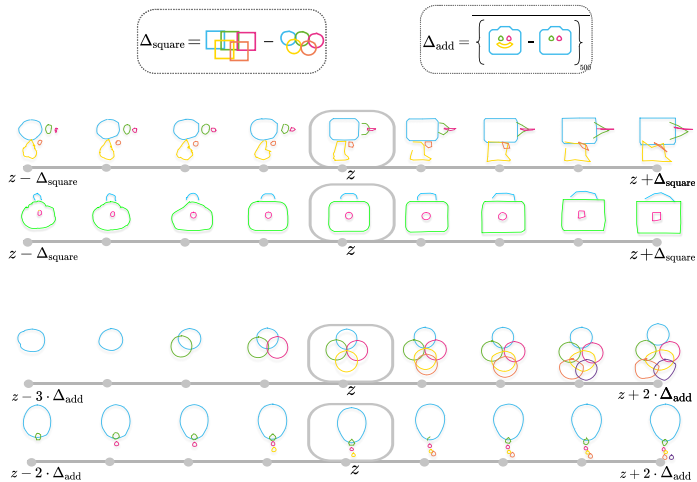 Δsquare = −
Δadd = { − }500
z
z − Δsquare z + Δsquare
z
z − Δsquare z + Δsquare
z
z − 3 · Δadd z + 2 · Δadd
z
z − 2 · Δadd z + 2 · Δadd